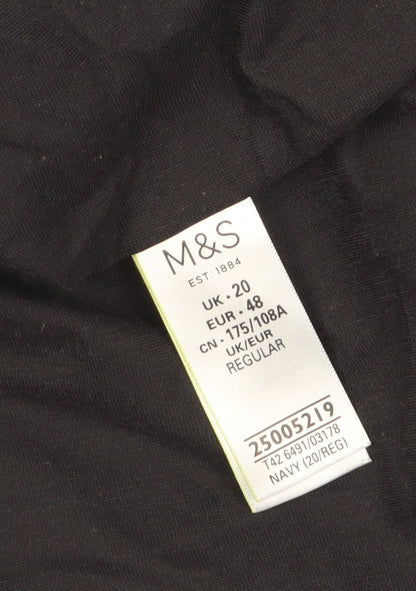 M&S
EST. 1884
UK · 20
EUR · 48
CN · 175/108A
UK/EUR
REGULAR
25005219
T42 6491/03178
NAVY (20/REG)